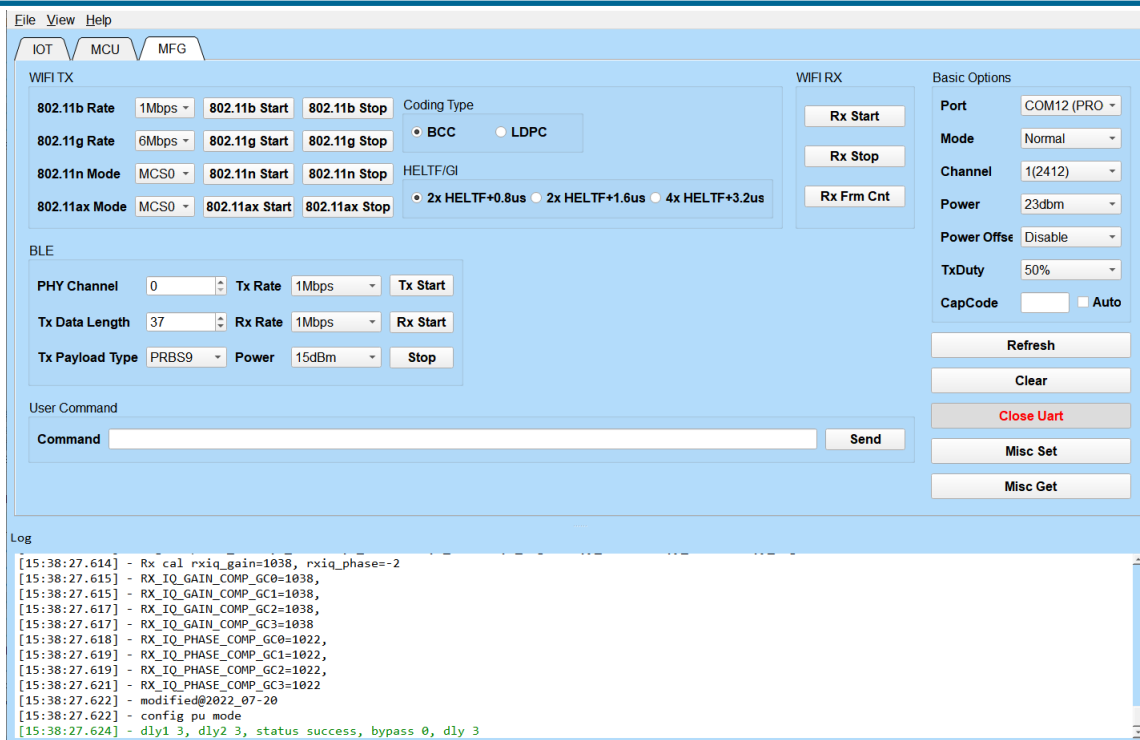 File View Help
IOT MCU MFG
WIFI TX
802.11b Rate 1Mbps 802.11b Start 802.11b Stop
802.11g Rate 6Mbps 802.11g Start 802.11g Stop
802.11n Mode MCS0 802.11n Start 802.11n Stop
802.11ax Mode MCS0 802.11ax Start 802.11ax Stop
Coding Type
BCC LDPC
HELTF/GI
2x HELTF+0.8us 2x HELTF+1.6us 4x HELTF+3.2us
WIFI RX
Rx Start
Rx Stop
Rx Frm Cnt
Basic Options
Port COM12 (PRO
Mode Normal
Channel 1(2412)
Power 23dbm
Power Offse Disable
TxDuty 50%
CapCode Auto
Refresh
Clear
Close Uart
Misc Set
Misc Get
BLE
PHY Channel 0 Tx Rate 1Mbps Tx Start
Tx Data Length 37 Rx Rate 1Mbps Rx Start
Tx Payload Type PRBS9 Power 15dBm Stop
User Command
Command Send
Log
[15:38:27.614] - Rx cal rxiq_gain=1038, rxiq_phase=-2
[15:38:27.615] - RX_IQ_GAIN_COMP_GC0=1038,
[15:38:27.615] - RX_IQ_GAIN_COMP_GC1=1038,
[15:38:27.617] - RX_IQ_GAIN_COMP_GC2=1038,
[15:38:27.617] - RX_IQ_GAIN_COMP_GC3=1038
[15:38:27.618] - RX_IQ_PHASE_COMP_GC0=1022,
[15:38:27.619] - RX_IQ_PHASE_COMP_GC1=1022,
[15:38:27.619] - RX_IQ_PHASE_COMP_GC2=1022,
[15:38:27.621] - RX_IQ_PHASE_COMP_GC3=1022
[15:38:27.622] - modified@2022_07-20
[15:38:27.622] - config pu mode
[15:38:27.624] - dly1 3, dly2 3, status success, bypass 0, dly 3